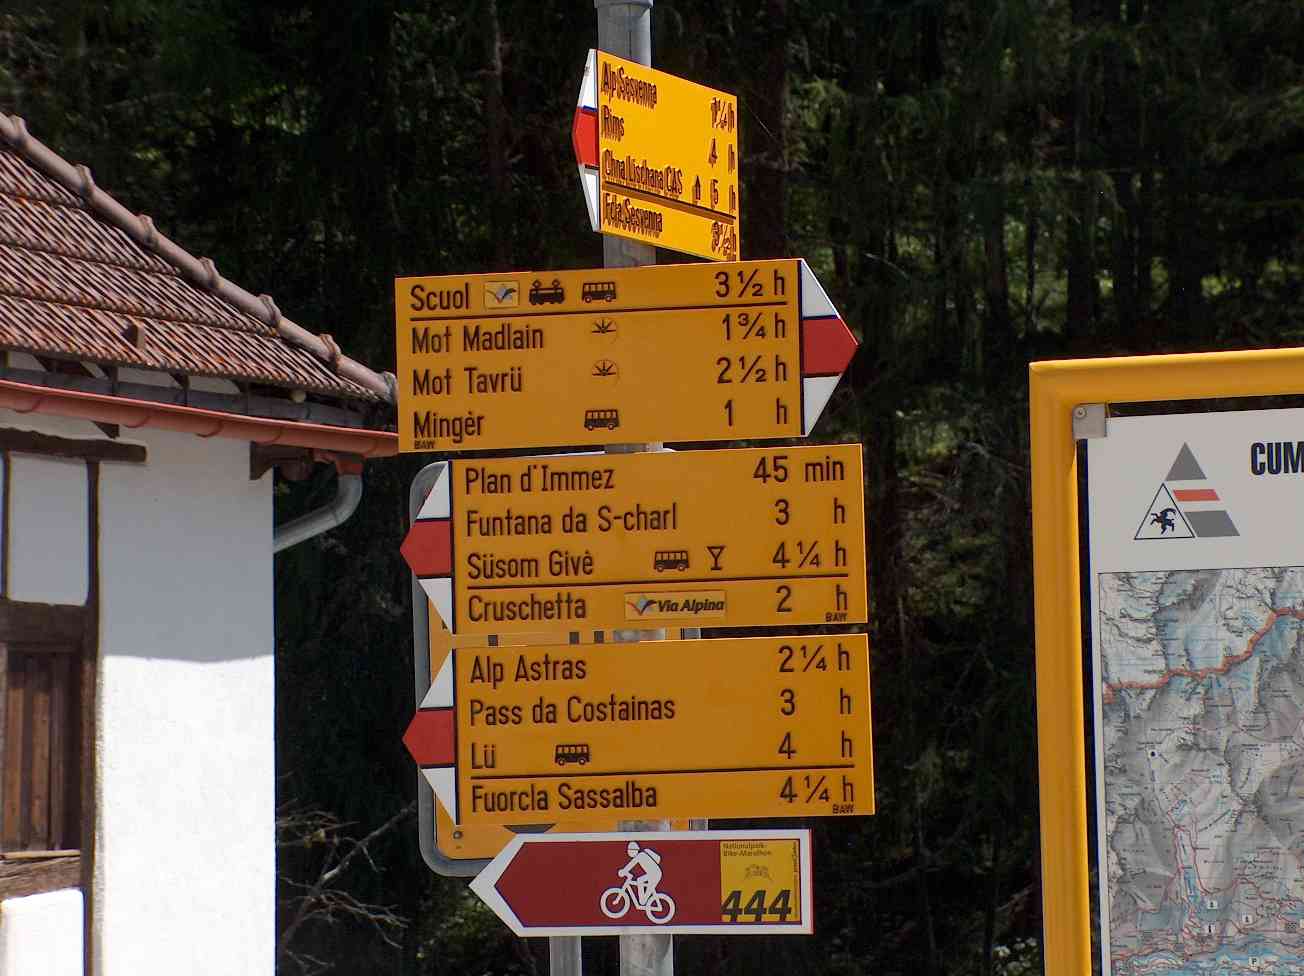 Alp Sesvenna 1¼ h
Rims 4 h
Chna. Lischana CAS 5 h
Fcla. Sesvenna 3½ h
Scuol 3½ h
Mot Madlain 1¾ h
Mot Tavrü 2½ h
Mingèr 1 h
BAW
Plan d'Immez 45 min
Funtana da S-charl 3 h
Süsom Givè 4¼ h
Cruschetta Via Alpina 2 h
BAW
Alp Astras 2¼ h
Pass da Costainas 3 h
Lü 4 h
Fuorcla Sassalba 4¼ h
BAW
Nationalpark-
Bike-Marathon
444
CUM